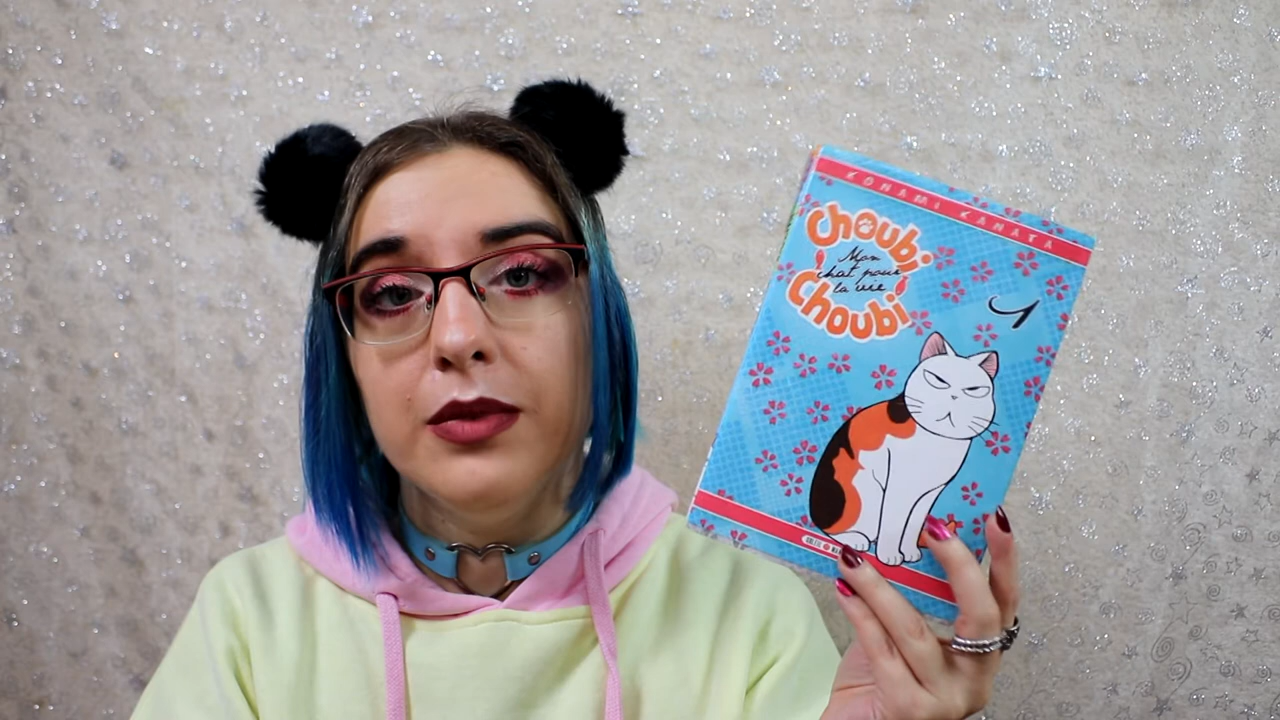 KONAMI KANATA
Choubi
Mon
chat pour
la vie
Choubi
1